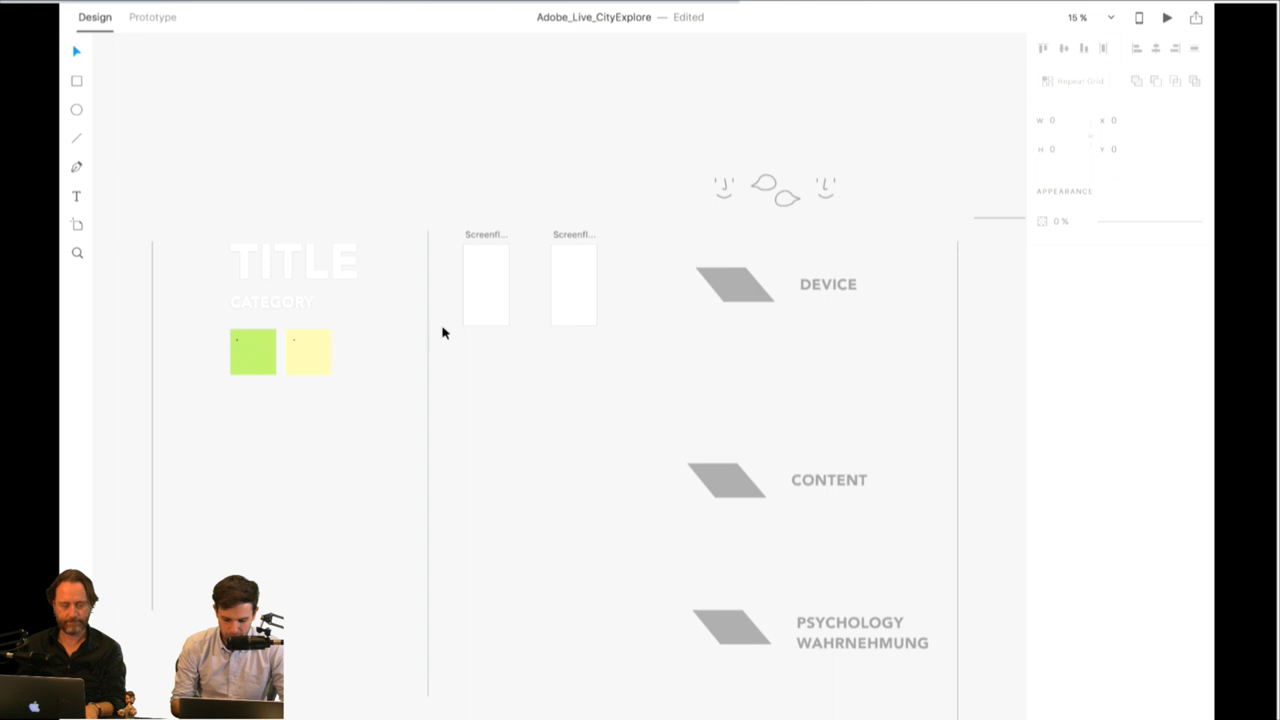 Design Prototype Adobe_Live_CityExplore — Edited 15 %
Repeat Grid
W 0 X 0
H 0 Y 0
APPEARANCE
0 %
Screenfl... Screenfl...
TITLE
CATEGORY
DEVICE
CONTENT
PSYCHOLOGY
WAHRNEHMUNG